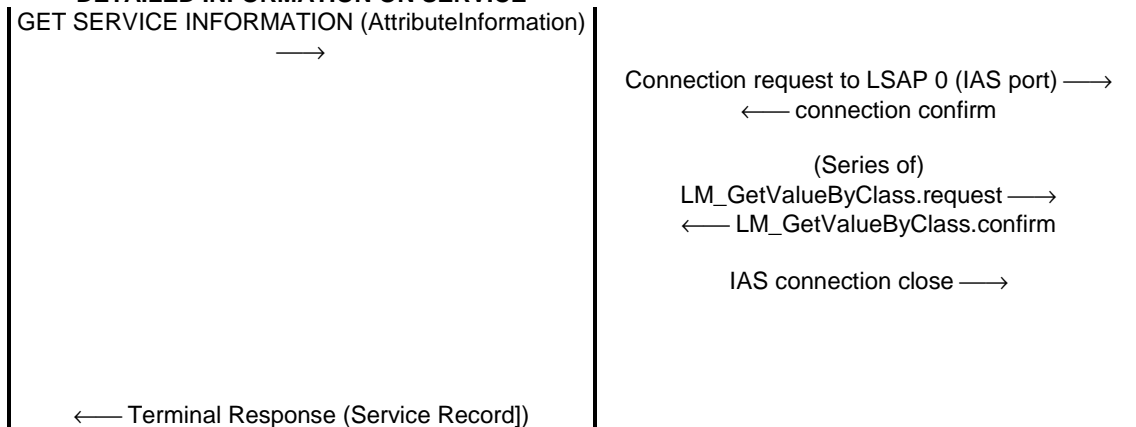 DETAILED INFORMATION ON SERVICE
GET SERVICE INFORMATION (AttributeInformation)
⟶
Connection request to LSAP 0 (IAS port) ⟶
⟵ connection confirm
(Series of)
LM_GetValueByClass.request ⟶
⟵ LM_GetValueByClass.confirm
IAS connection close ⟶
⟵ Terminal Response (Service Record])